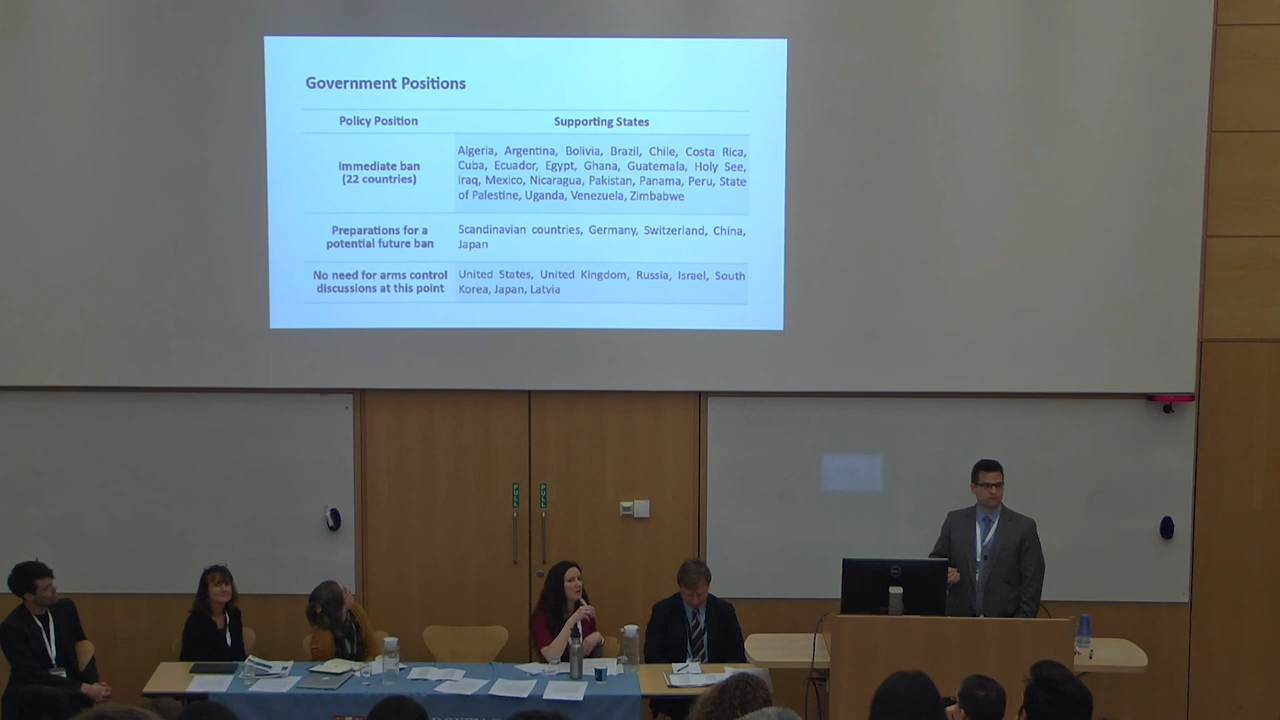 Government Positions
Policy Position
Supporting States
Immediate ban
(22 countries)
Algeria, Argentina, Bolivia, Brazil, Chile, Costa Rica,
Cuba, Ecuador, Egypt, Ghana, Guatemala, Holy See,
Iraq, Mexico, Nicaragua, Pakistan, Panama, Peru, State
of Palestine, Uganda, Venezuela, Zimbabwe
Preparations for a
potential future ban
Scandinavian countries, Germany, Switzerland, China,
Japan
No need for arms control
discussions at this point
United States, United Kingdom, Russia, Israel, South
Korea, Japan, Latvia
PULL
PULL